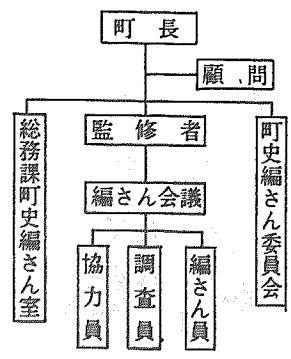 町長
顧問
総務課町史編さん室
監修者
町史編さん委員会
編さん会議
協力員
調査員
編さん員